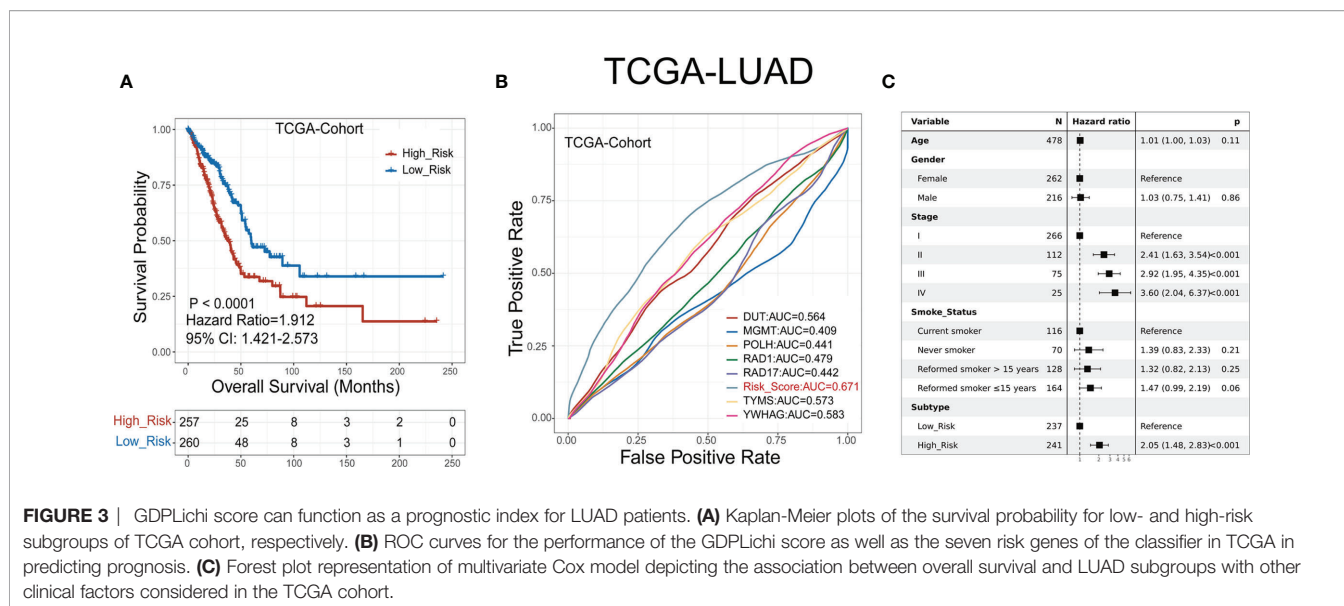 TCGA-LUAD
A
TCGA-Cohort
High_Risk
Low_Risk
Survival Probability
1.00
0.75
0.50
0.25
0.00
P < 0.0001
Hazard Ratio=1.912
95% CI: 1.421-2.573
0 50 100 150 200 250
Overall Survival (Months)
High_Risk 257 25 8 3 2 0
Low_Risk 260 48 8 3 1 0
0 50 100 150 200 250
B
TCGA-Cohort
True Positive Rate
1.00
0.75
0.50
0.25
0.00
DUT:AUC=0.564
MGMT:AUC=0.409
POLH:AUC=0.441
RAD1:AUC=0.479
RAD17:AUC=0.442
Risk_Score:AUC=0.671
TYMS:AUC=0.573
YWHAG:AUC=0.583
0.00 0.25 0.50 0.75 1.00
False Positive Rate
C
Variable N Hazard ratio p
Age 478 1.01 (1.00, 1.03) 0.11
Gender
Female 262 Reference
Male 216 1.03 (0.75, 1.41) 0.86
Stage
I 266 Reference
II 112 2.41 (1.63, 3.54)<0.001
III 75 2.92 (1.95, 4.35)<0.001
IV 25 3.60 (2.04, 6.37)<0.001
Smoke_Status
Current smoker 116 Reference
Never smoker 70 1.39 (0.83, 2.33) 0.21
Reformed smoker > 15 years 128 1.32 (0.82, 2.13) 0.25
Reformed smoker ≤15 years 164 1.47 (0.99, 2.19) 0.06
Subtype
Low_Risk 237 Reference
High_Risk 241 2.05 (1.48, 2.83)<0.001
1 2 3 4 5 6
FIGURE 3 | GDPLichi score can function as a prognostic index for LUAD patients. (A) Kaplan-Meier plots of the survival probability for low- and high-risk
subgroups of TCGA cohort, respectively. (B) ROC curves for the performance of the GDPLichi score as well as the seven risk genes of the classifier in TCGA in
predicting prognosis. (C) Forest plot representation of multivariate Cox model depicting the association between overall survival and LUAD subgroups with other
clinical factors considered in the TCGA cohort.